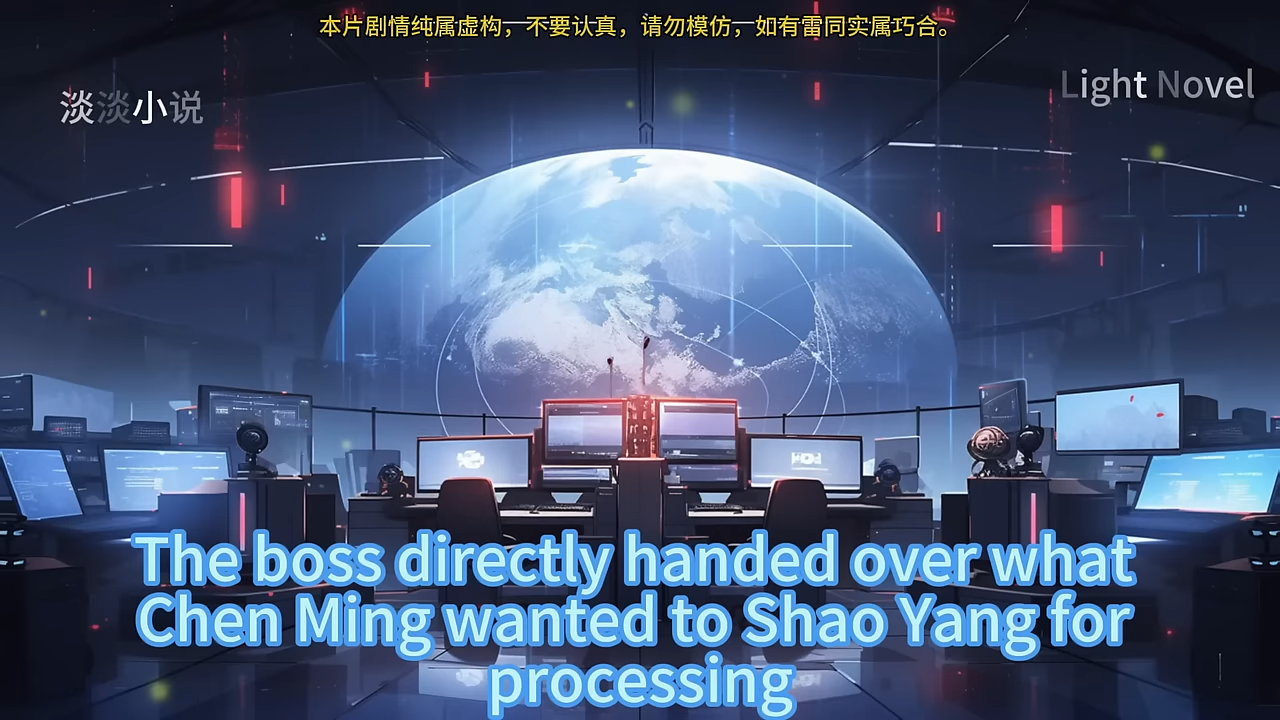 本片剧情纯属虚构，不要认真，请勿模仿，如有雷同实属巧合。
淡淡小说
Light Novel
The boss directly handed over what
Chen Ming wanted to Shao Yang for
processing